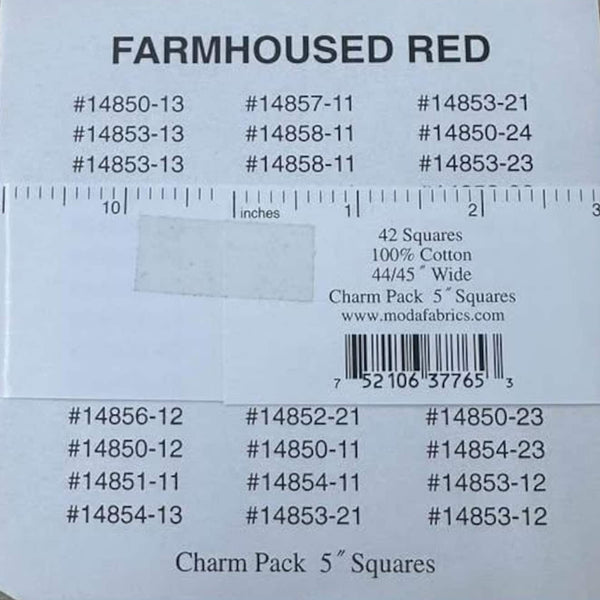 FARMHOUSED RED
#14850-13 #14857-11 #14853-21
#14853-13 #14858-11 #14850-24
#14853-13 #14858-11 #14853-23
10 inches 1 2 3
42 Squares
100% Cotton
44/45″ Wide
Charm Pack 5″ Squares
www.modafabrics.com
7 52106 37765 3
#14856-12 #14852-21 #14850-23
#14850-12 #14850-11 #14854-23
#14851-11 #14854-11 #14853-12
#14854-13 #14853-21 #14853-12
Charm Pack 5″ Squares